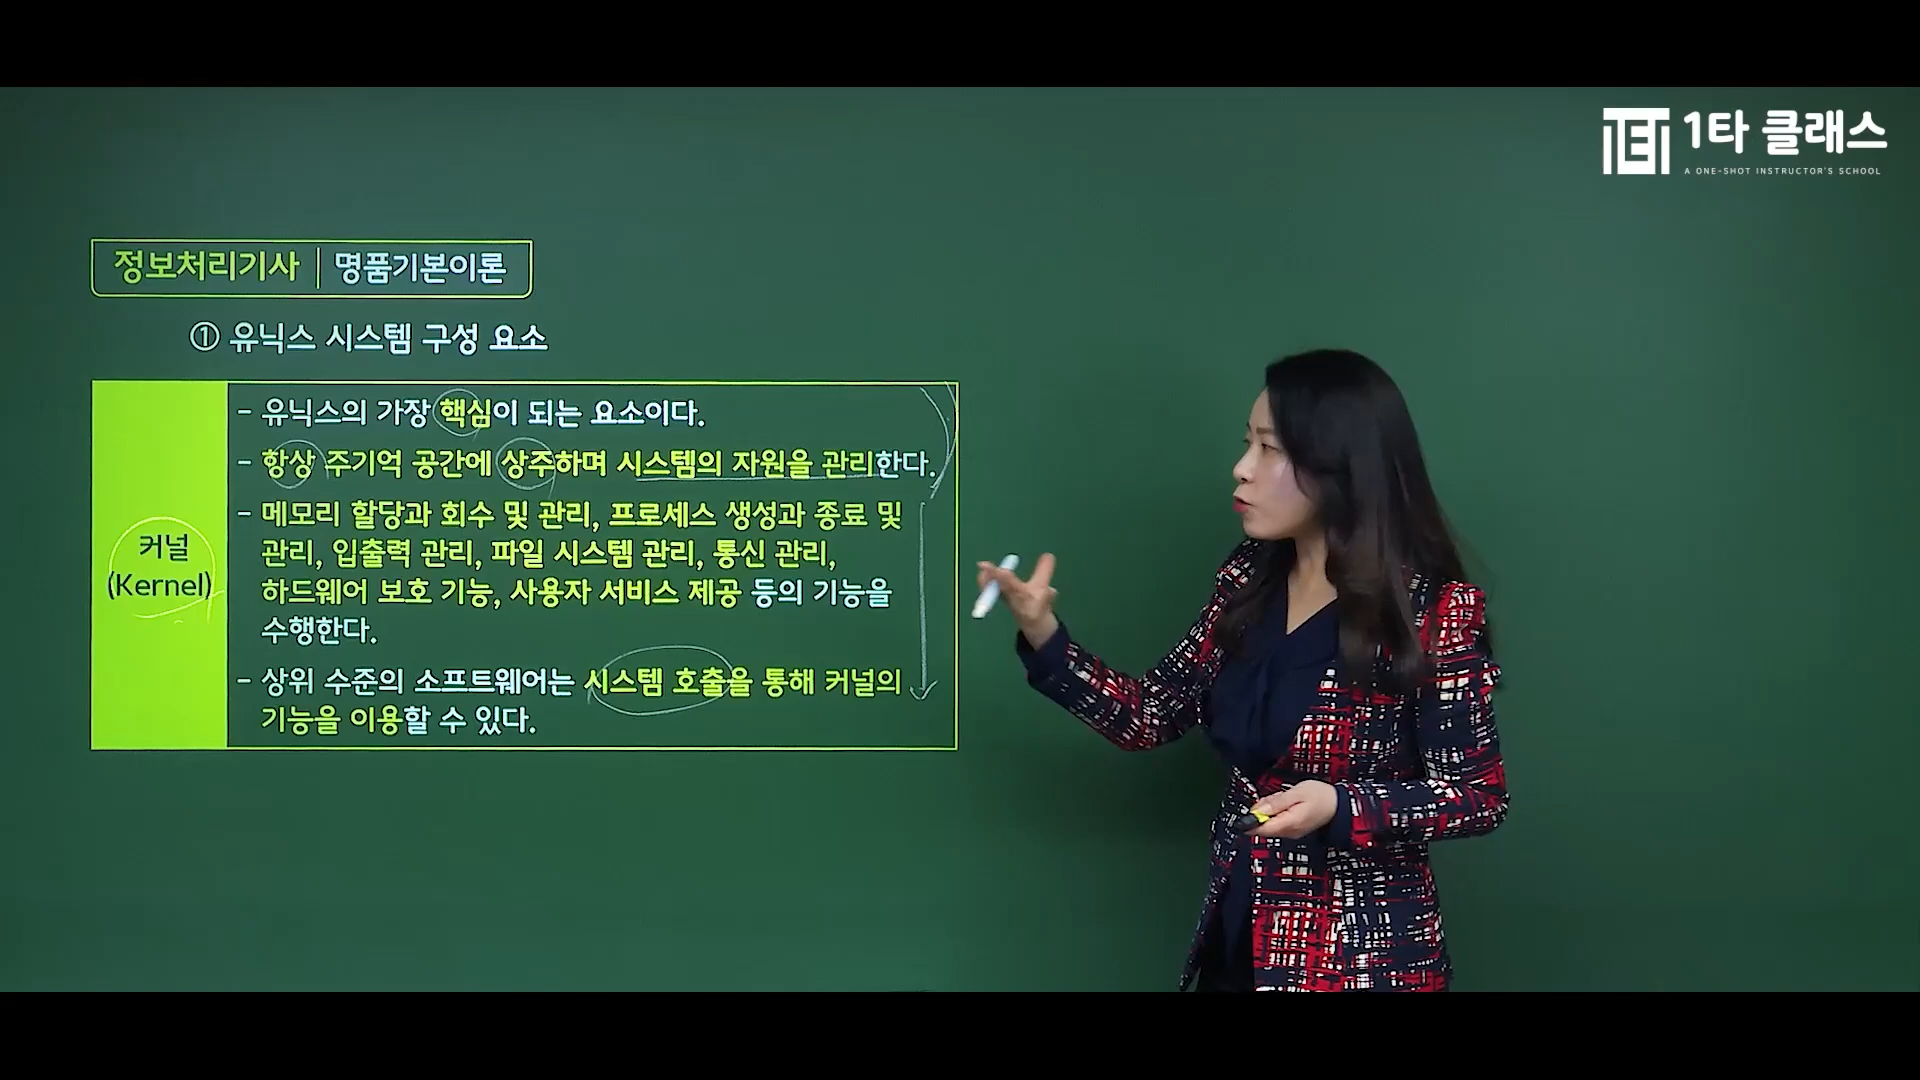 1타 클래스
A ONE-SHOT INSTRUCTOR'S SCHOOL
정보처리기사 | 명품기본이론
① 유닉스 시스템 구성 요소
커널
(Kernel)
- 유닉스의 가장 핵심이 되는 요소이다.
- 항상 주기억 공간에 상주하며 시스템의 자원을 관리한다.
- 메모리 할당과 회수 및 관리, 프로세스 생성과 종료 및
관리, 입출력 관리, 파일 시스템 관리, 통신 관리,
하드웨어 보호 기능, 사용자 서비스 제공 등의 기능을
수행한다.
- 상위 수준의 소프트웨어는 시스템 호출을 통해 커널의
기능을 이용할 수 있다.